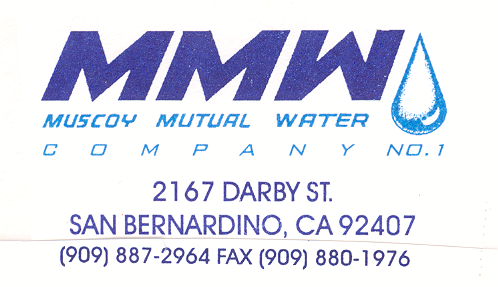 MMW
MUSCOY MUTUAL WATER
COMPANY NO.1
2167 DARBY ST.
SAN BERNARDINO, CA 92407
(909) 887-2964 FAX (909) 880-1976